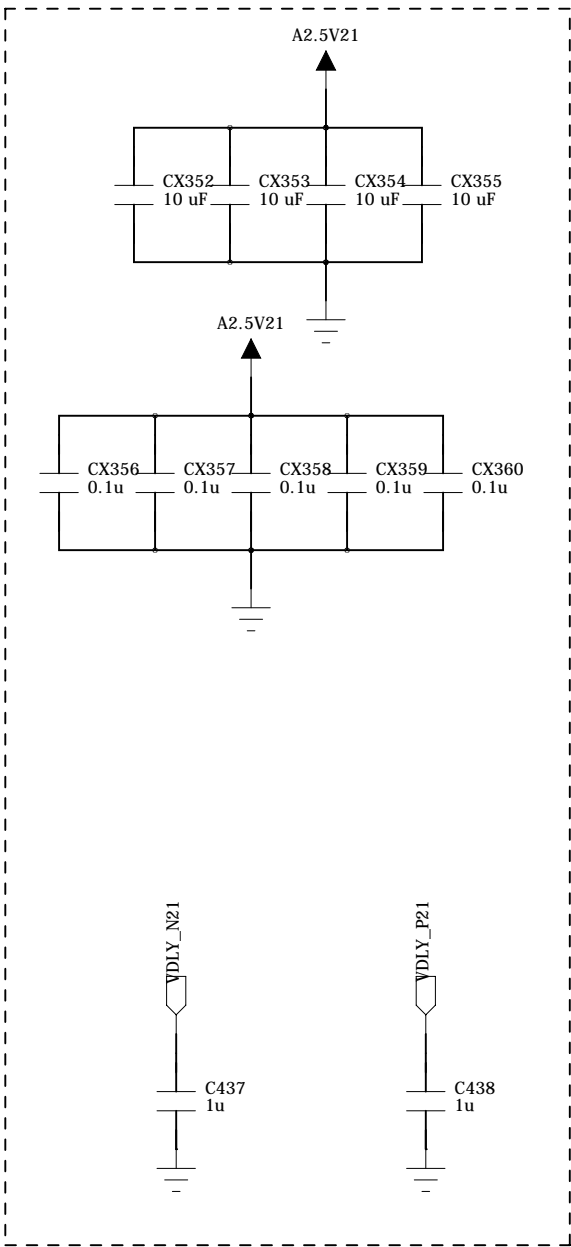 A2.5V21
CX352
10 uF
CX353
10 uF
CX354
10 uF
CX355
10 uF
A2.5V21
CX356
0.1u
CX357
0.1u
CX358
0.1u
CX359
0.1u
CX360
0.1u
VDLY_N21
VDLY_P21
C437
1u
C438
1u